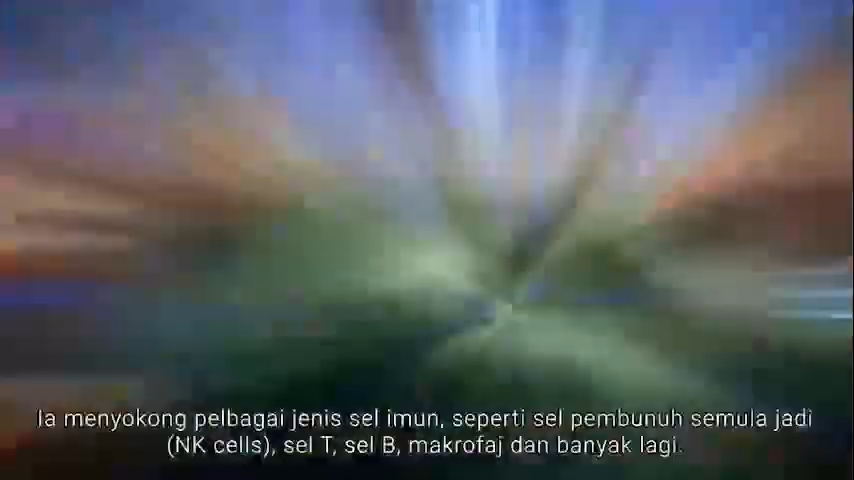 Ia menyokong pelbagai jenis sel imun, seperti sel pembunuh semula jadi
(NK cells), sel T, sel B, makrofaj dan banyak lagi.